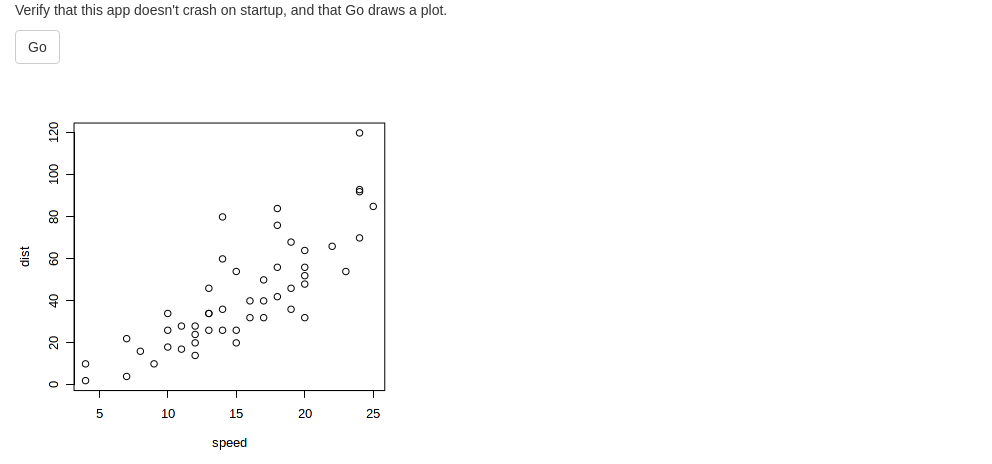 Verify that this app doesn't crash on startup, and that Go draws a plot.
Go
120
100
80
60
40
20
0
dist
5 10 15 20 25
speed